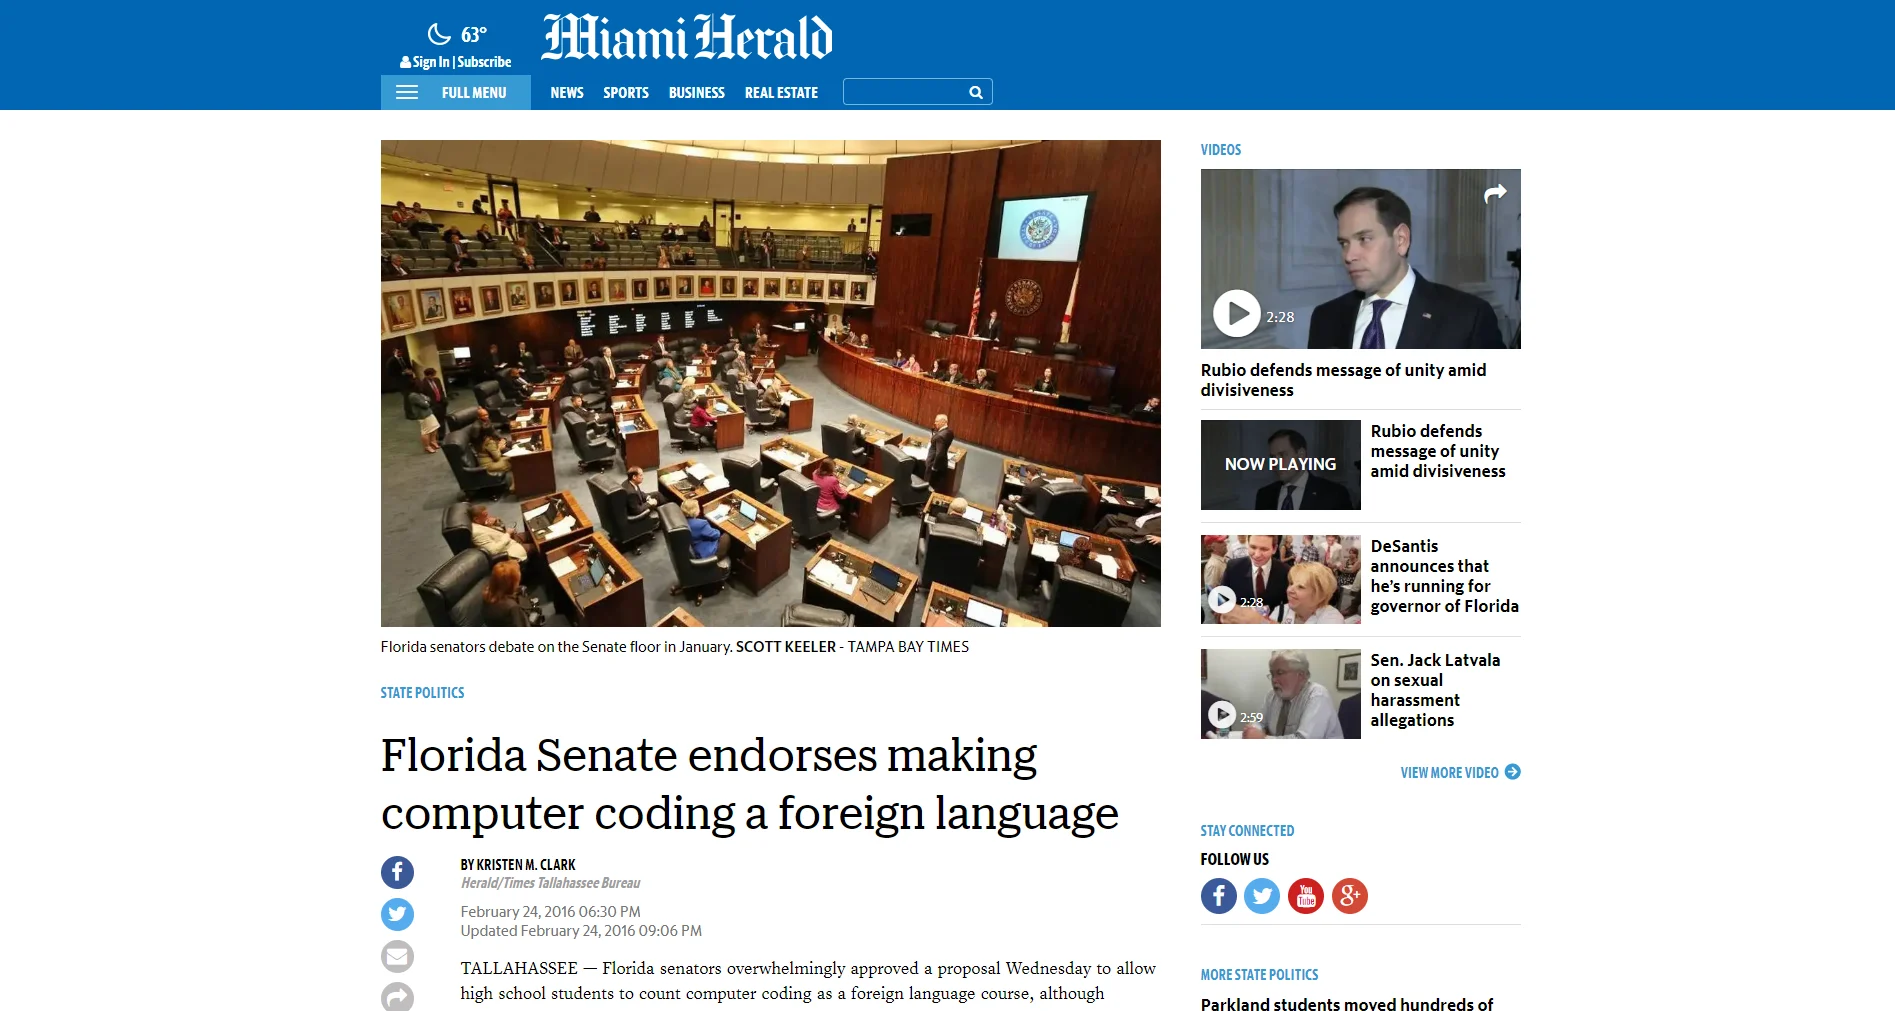 63°
Miami Herald
Sign In | Subscribe
FULL MENU
NEWS
SPORTS
BUSINESS
REAL ESTATE
Florida senators debate on the Senate floor in January. SCOTT KEELER - TAMPA BAY TIMES
STATE POLITICS
Florida Senate endorses making
computer coding a foreign language
BY KRISTEN M. CLARK
Herald/Times Tallahassee Bureau
February 24, 2016 06:30 PM
Updated February 24, 2016 09:06 PM
TALLAHASSEE — Florida senators overwhelmingly approved a proposal Wednesday to allow
high school students to count computer coding as a foreign language course, although
VIDEOS
2:28
Rubio defends message of unity amid
divisiveness
NOW PLAYING
Rubio defends
message of unity
amid divisiveness
2:28
DeSantis
announces that
he's running for
governor of Florida
2:59
Sen. Jack Latvala
on sexual
harassment
allegations
VIEW MORE VIDEO
STAY CONNECTED
FOLLOW US
You
Tube
g+
MORE STATE POLITICS
Parkland students moved hundreds of